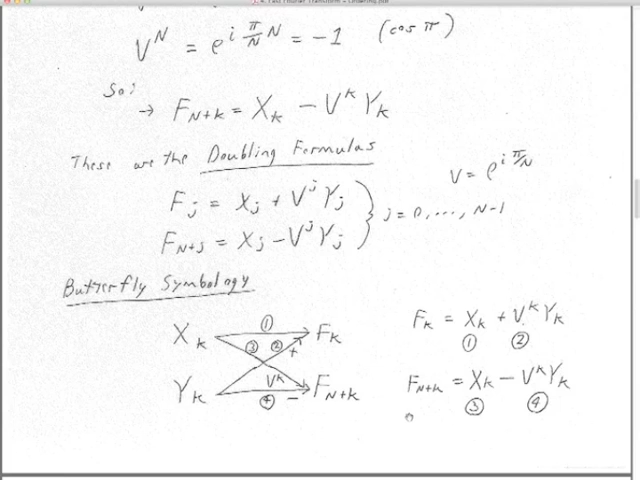 V^N = e^{i π/N N} = -1 (cos π)
So:
→ F_{N+k} = X_k - V^k Y_k
These are the Doubling Formulas
V = e^{i π/N}
F_j = X_j + V^j Y_j
F_{N+j} = X_j - V^j Y_j } j = 0, ..., N-1
Butterfly Symbology
X_k ① F_k
③ ② +
Y_k V^k F_{N+k}
④ -
F_k = X_k + V^k Y_k
① ②
F_{N+k} = X_k - V^k Y_k
③ ④